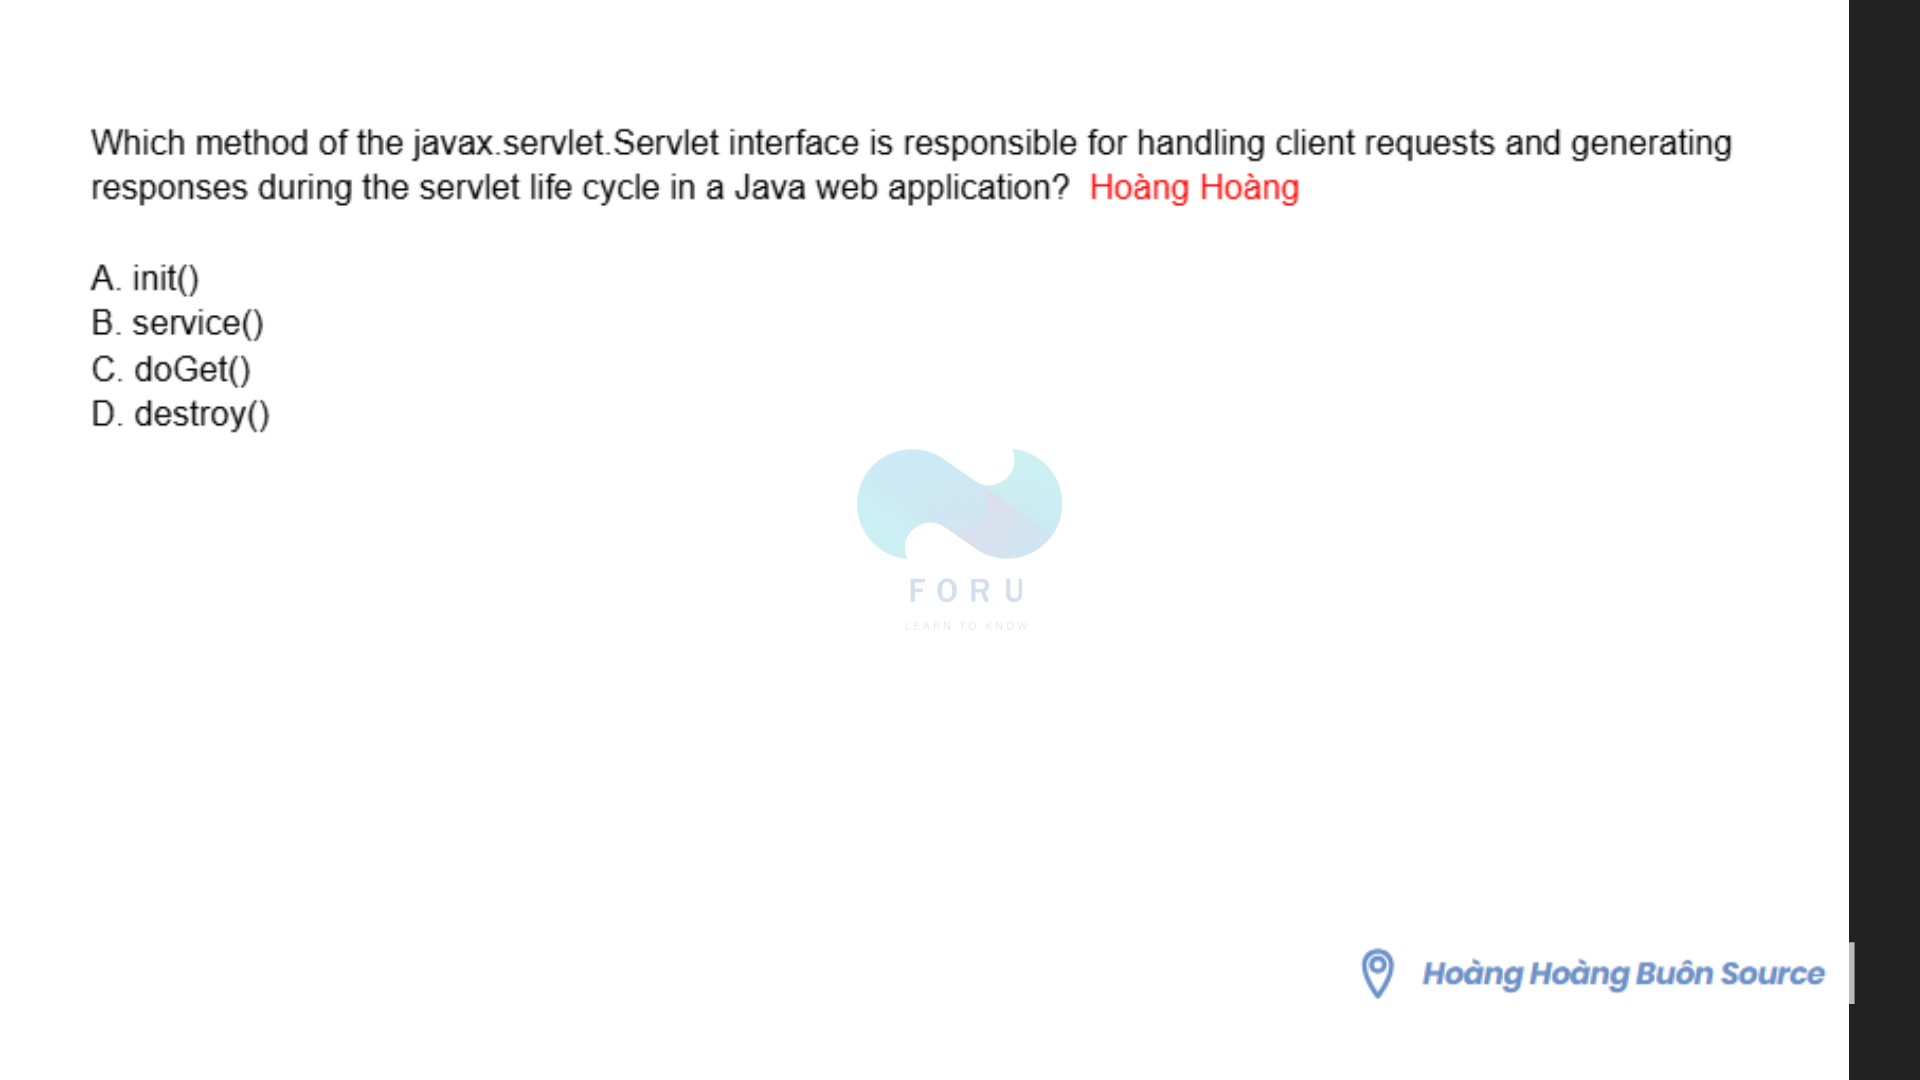 Which method of the javax.servlet.Servlet interface is responsible for handling client requests and generating
responses during the servlet life cycle in a Java web application? Hoàng Hoàng
A. init()
B. service()
C. doGet()
D. destroy()
FORU
LEARN TO KNOW
Hoàng Hoàng Buôn Source